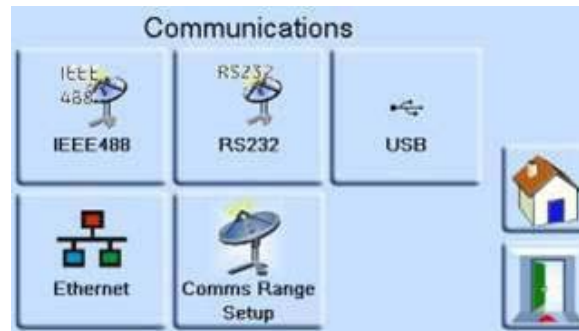 Communications
IEEE 488
IEEE488
RS232
RS232
USB
Ethernet
Comms Range
Setup